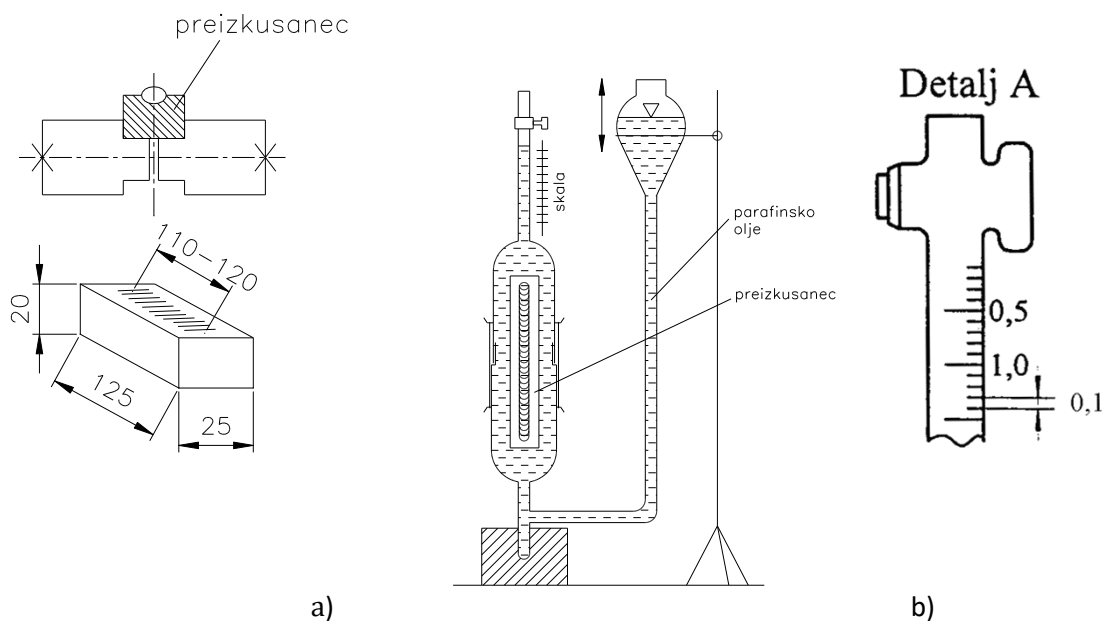 preizkusanec
110-120
20
125
25
skala
parafinsko
olje
preizkusanec
Detalj A
0,5
1,0
0,1
a)
b)